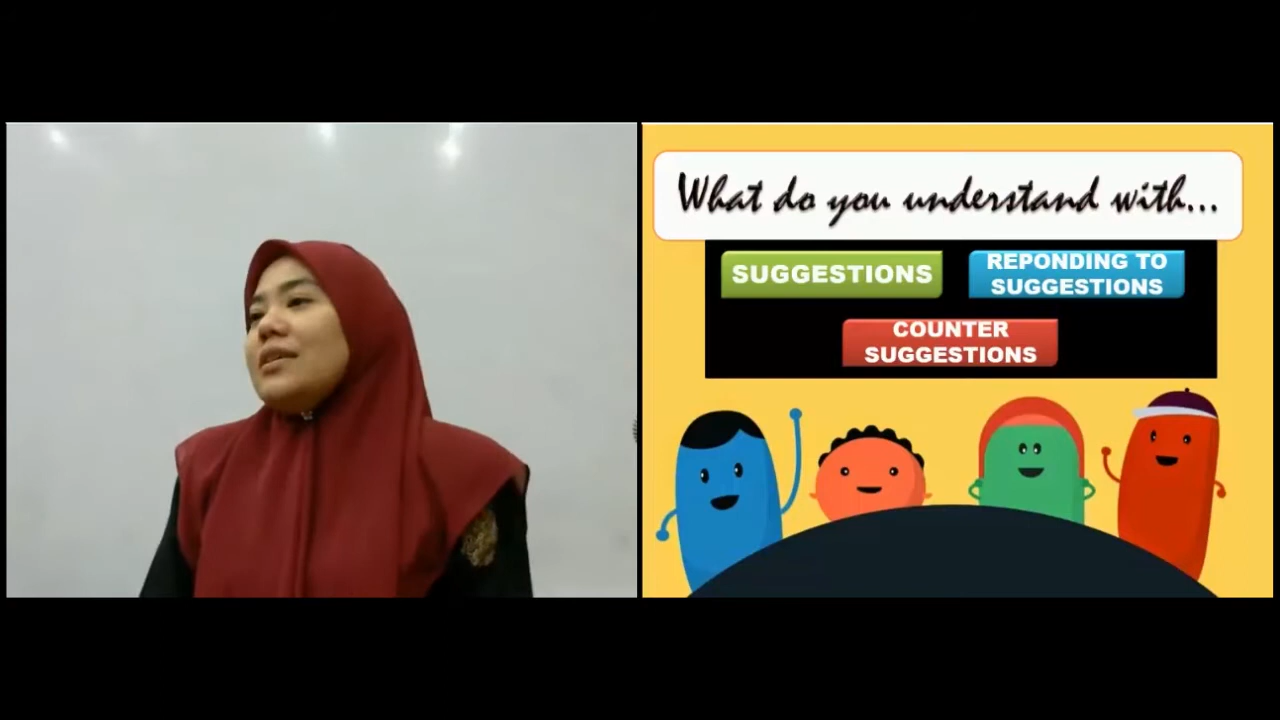 What do you understand with...
SUGGESTIONS
REPONDING TO
SUGGESTIONS
COUNTER
SUGGESTIONS